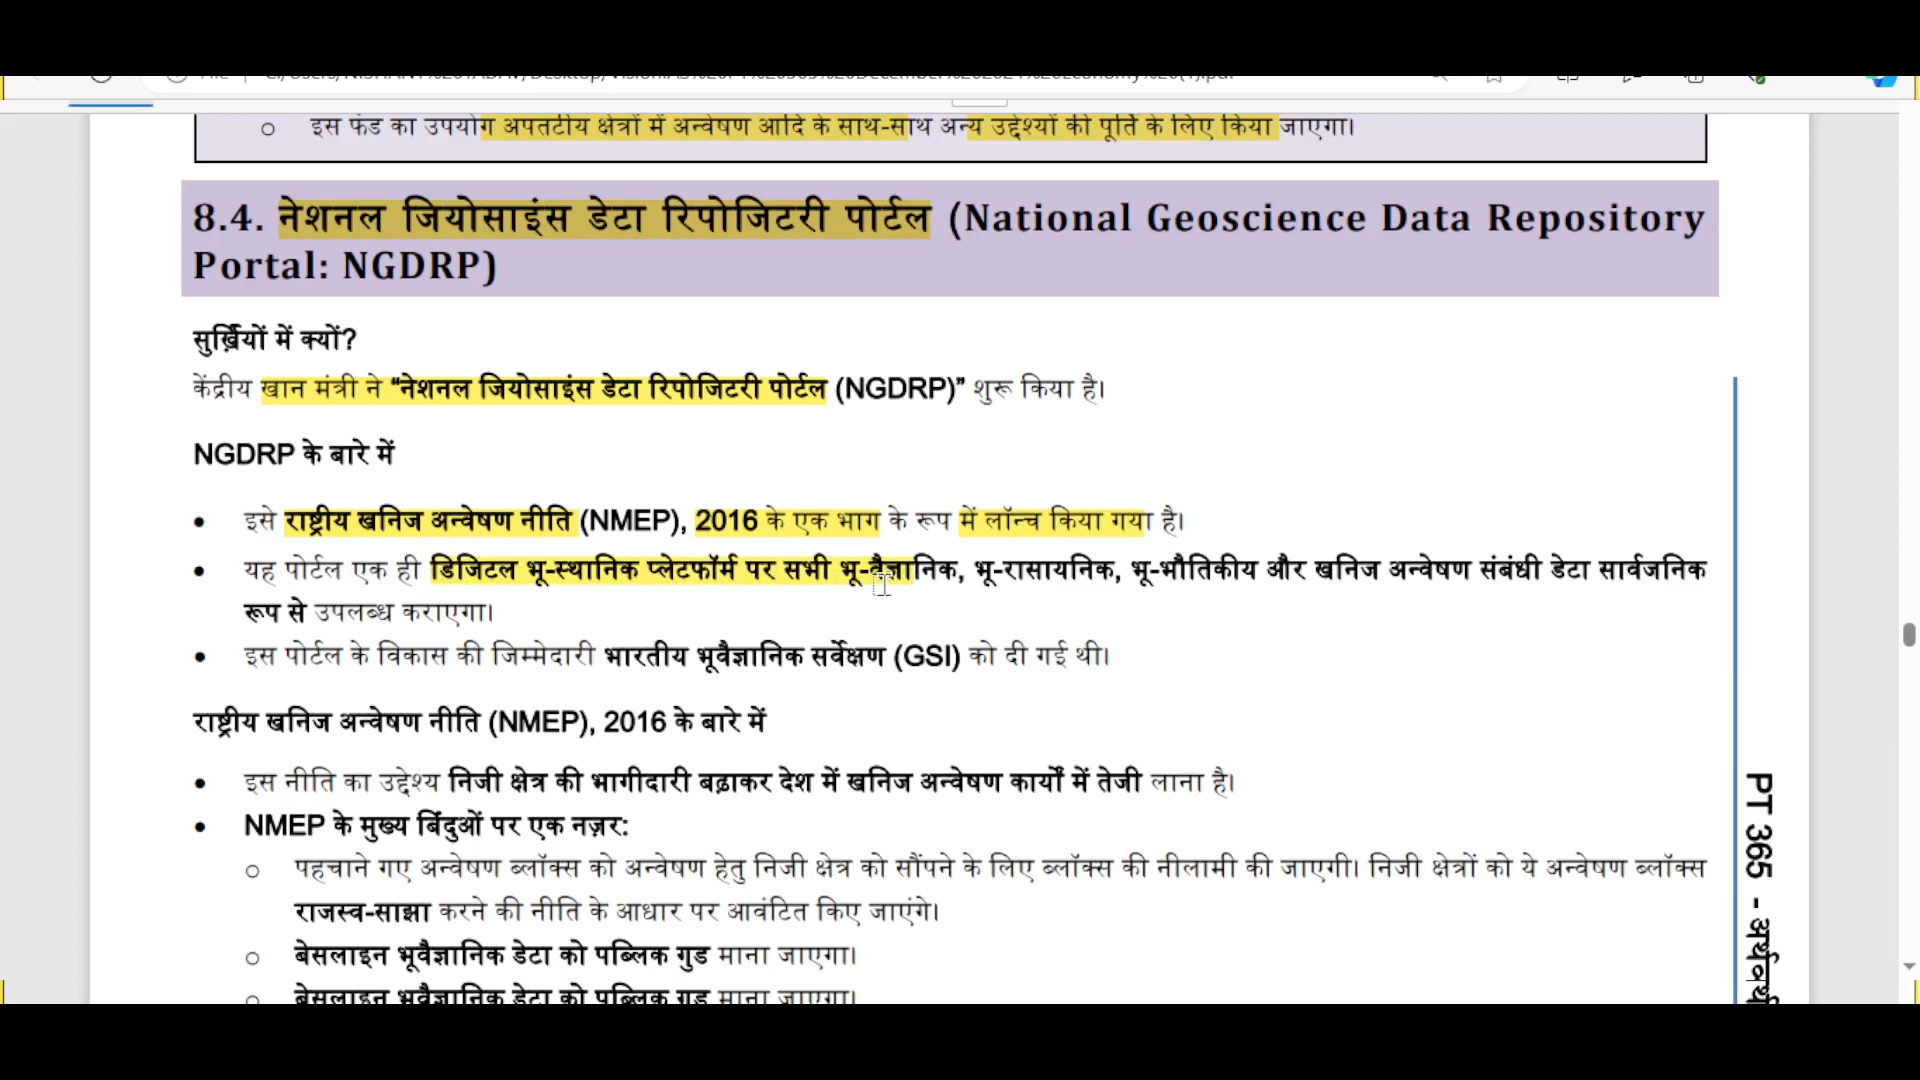 इस फंड का उपयोग अपतटीय क्षेत्रों में अन्वेषण आदि के साथ-साथ अन्य उद्देश्यों की पूर्ति के लिए किया जाएगा।
8.4. नेशनल जियोसाइंस डेटा रिपोजिटरी पोर्टल (National Geoscience Data Repository
Portal: NGDRP)
सुर्ख़ियों में क्यों?
केंद्रीय खान मंत्री ने “नेशनल जियोसाइंस डेटा रिपोजिटरी पोर्टल (NGDRP)” शुरू किया है।
NGDRP के बारे में
• इसे राष्ट्रीय खनिज अन्वेषण नीति (NMEP), 2016 के एक भाग के रूप में लॉन्च किया गया है।
• यह पोर्टल एक ही डिजिटल भू-स्थानिक प्लेटफॉर्म पर सभी भू-वैज्ञानिक, भू-रासायनिक, भू-भौतिकीय और खनिज अन्वेषण संबंधी डेटा सार्वजनिक
रूप से उपलब्ध कराएगा।
• इस पोर्टल के विकास की जिम्मेदारी भारतीय भूवैज्ञानिक सर्वेक्षण (GSI) को दी गई थी।
राष्ट्रीय खनिज अन्वेषण नीति (NMEP), 2016 के बारे में
• इस नीति का उद्देश्य निजी क्षेत्र की भागीदारी बढ़ाकर देश में खनिज अन्वेषण कार्यों में तेजी लाना है।
• NMEP के मुख्य बिंदुओं पर एक नज़र:
○ पहचाने गए अन्वेषण ब्लॉक्स को अन्वेषण हेतु निजी क्षेत्र को सौंपने के लिए ब्लॉक्स की नीलामी की जाएगी। निजी क्षेत्रों को ये अन्वेषण ब्लॉक्स
राजस्व-साझा करने की नीति के आधार पर आवंटित किए जाएंगे।
○ बेसलाइन भूवैज्ञानिक डेटा को पब्लिक गुड माना जाएगा।
○ बेसलाइन भूवैज्ञानिक डेटा को पब्लिक गुड माना जाएगा।
PT 365 -